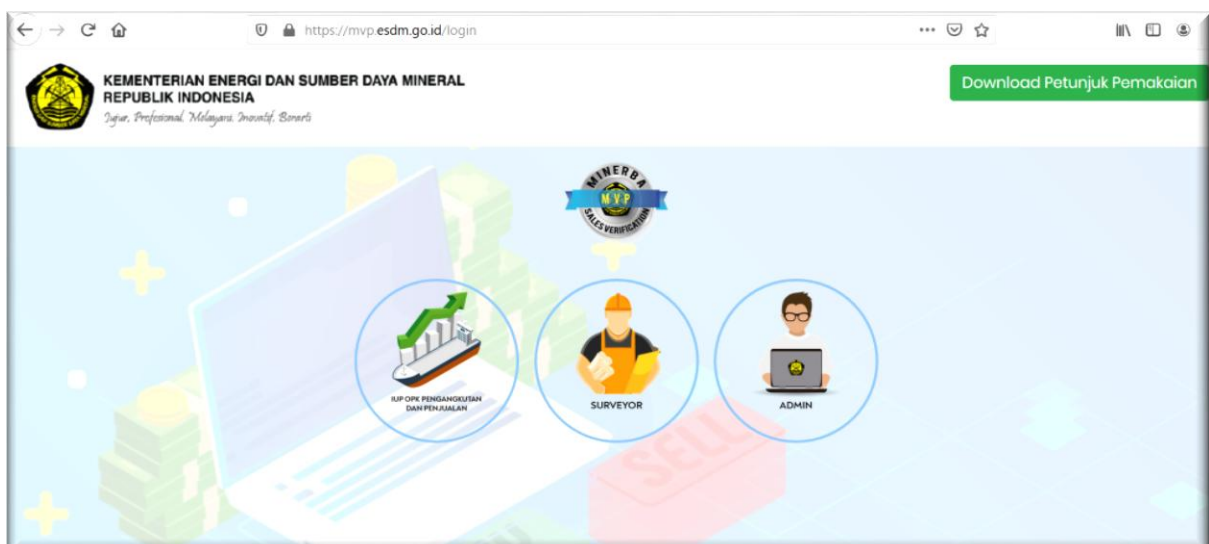 https://mvp.esdm.go.id/login
KEMENTERIAN ENERGI DAN SUMBER DAYA MINERAL
REPUBLIK INDONESIA
Jujur, Profesional, Melayani, Inovatif, Berarti
Download Petunjuk Pemakaian
MINERBA
MVP
SALES VERIFICATION
IUP OPK PENGANGKUTAN
DAN PENJUALAN
SURVEYOR
ADMIN
SELL